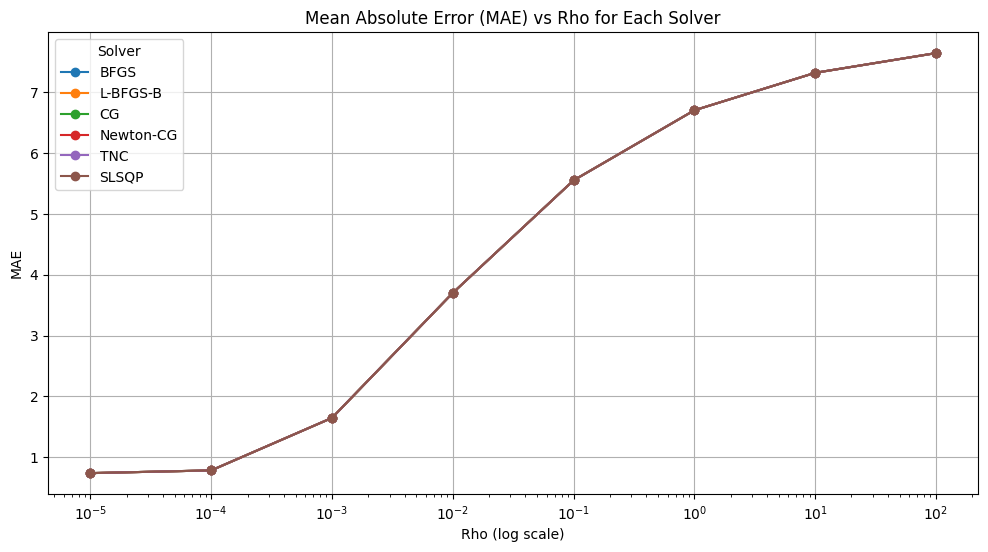 Mean Absolute Error (MAE) vs Rho for Each Solver
Solver
BFGS
L-BFGS-B
CG
Newton-CG
TNC
SLSQP
MAE
7
6
5
4
3
2
1
10⁻⁵ 10⁻⁴ 10⁻³ 10⁻² 10⁻¹ 10⁰ 10¹ 10²
Rho (log scale)